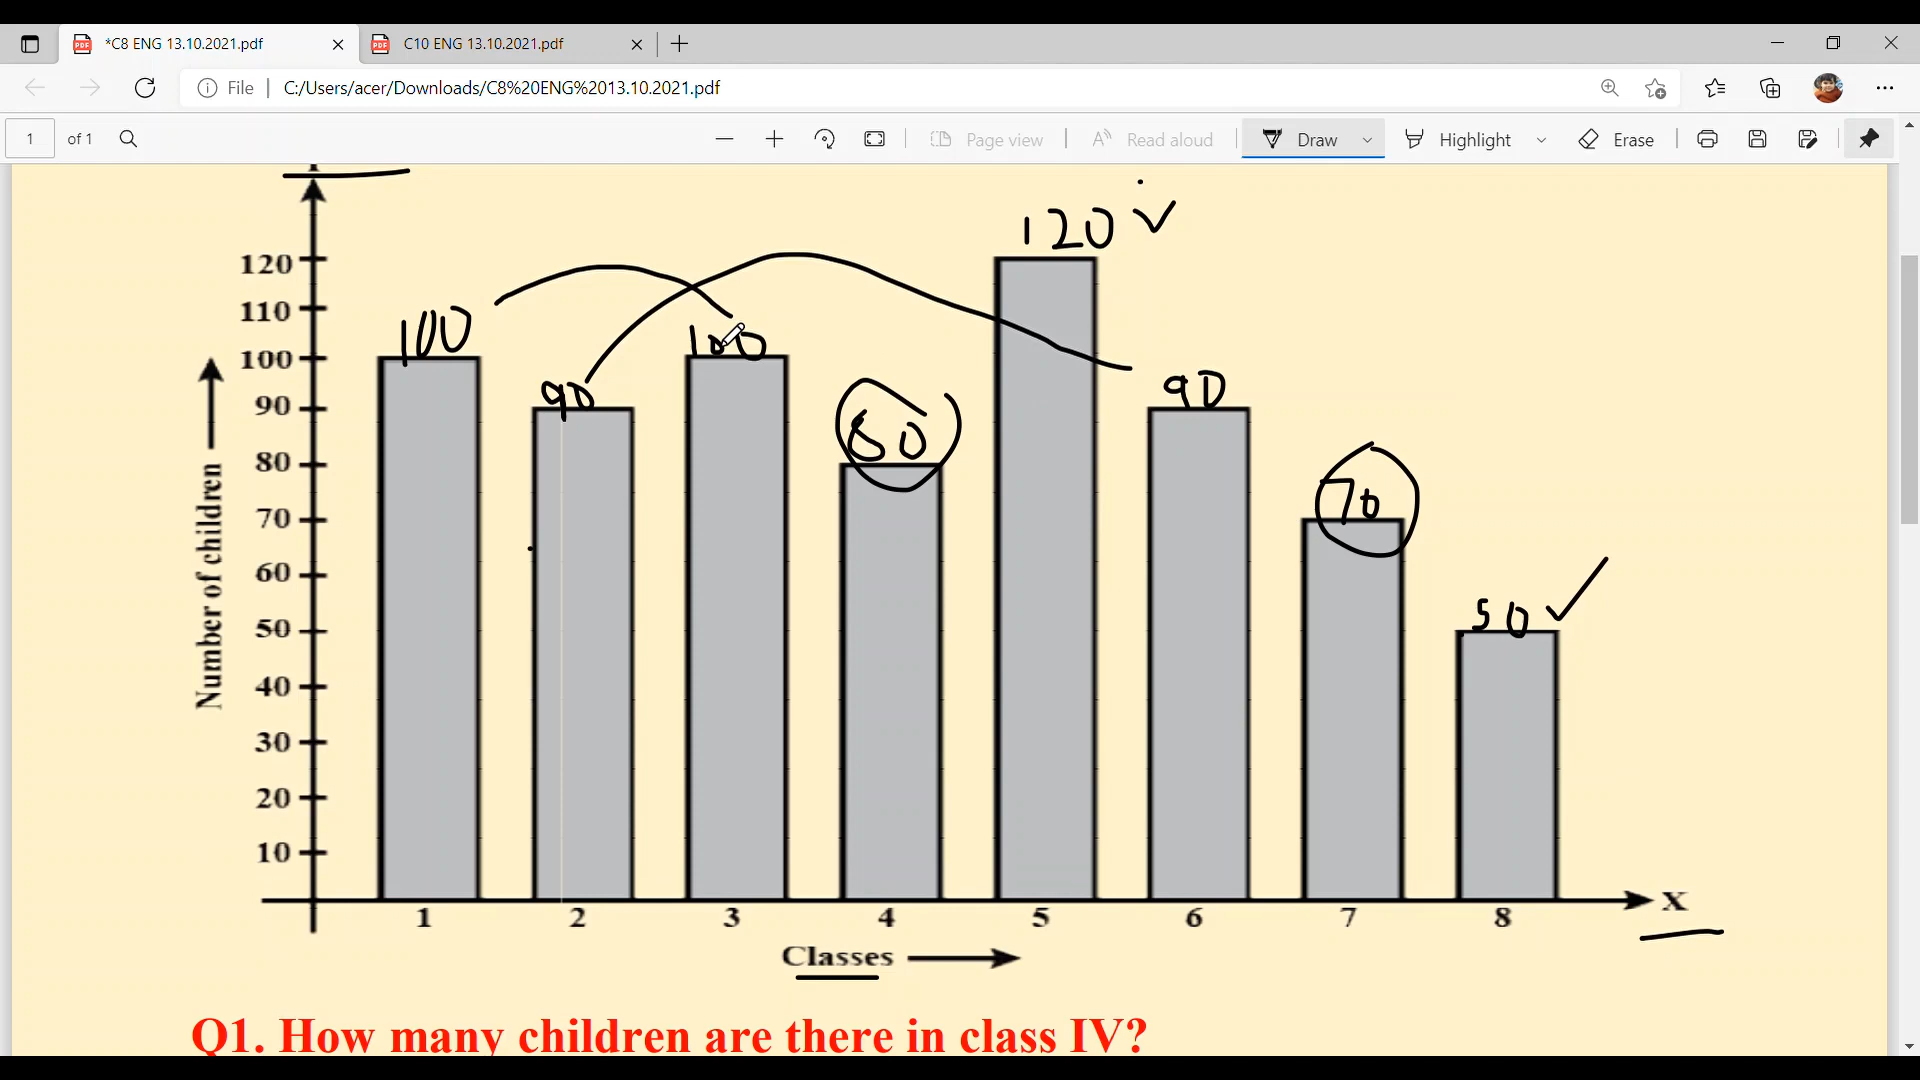 *C8 ENG 13.10.2021.pdf
C10 ENG 13.10.2021.pdf
File
C:/Users/acer/Downloads/C8%20ENG%2013.10.2021.pdf
1 of 1
Page view
Read aloud
Draw
Highlight
Erase
120
120
110
100
100
100
90
90
90
80
80
70
70
60
50
50
40
30
20
10
Number of children
X
1 2 3 4 5 6 7 8
Classes
Q1. How many children are there in class IV?